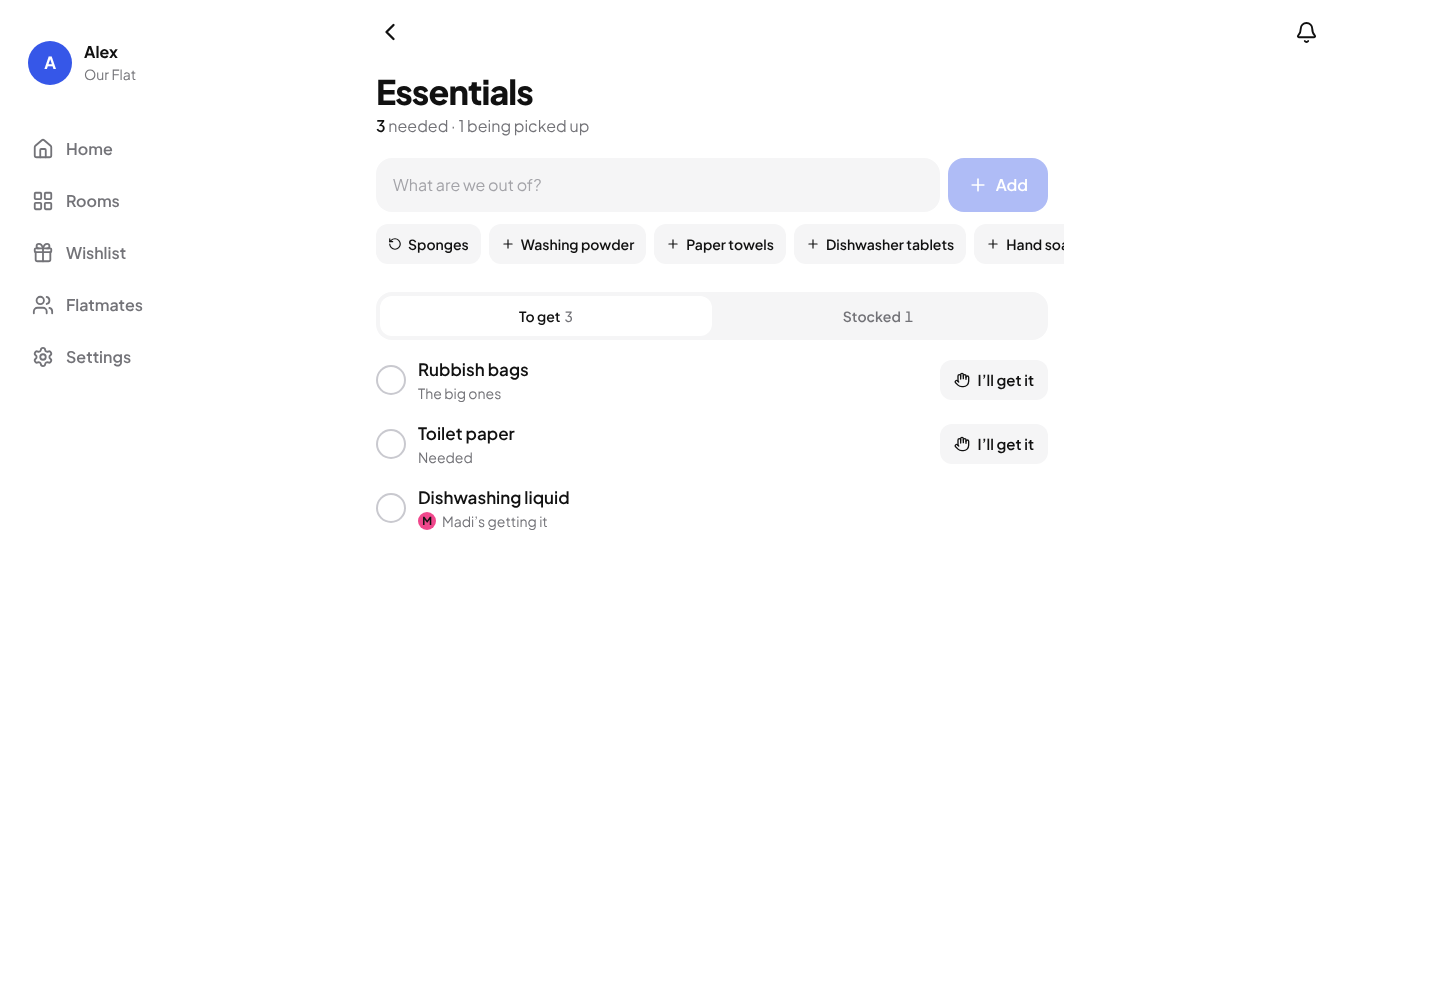 A
Alex
Our Flat
Home
Rooms
Wishlist
Flatmates
Settings
Essentials
3 needed · 1 being picked up
What are we out of?
Add
Sponges
Washing powder
Paper towels
Dishwasher tablets
Hand soa
To get 3
Stocked 1
Rubbish bags
The big ones
I’ll get it
Toilet paper
Needed
I’ll get it
Dishwashing liquid
M Madi’s getting it